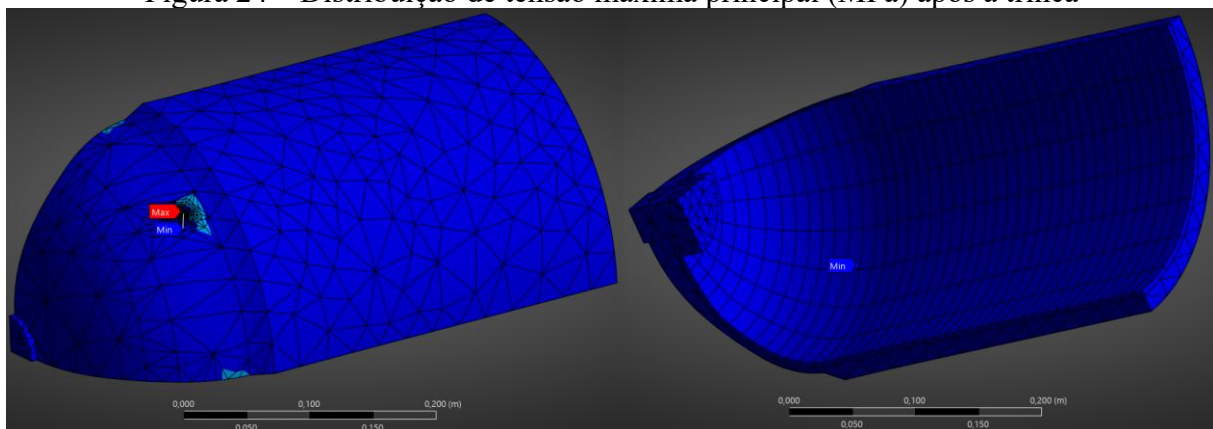 Figura 24 – Distribuição de tensão máxima principal (MPa) após a trinca
Max
Min
0,000 0,100 0,200 (m)
0,050 0,150
Min
0,000 0,100 0,200 (m)
0,050 0,150